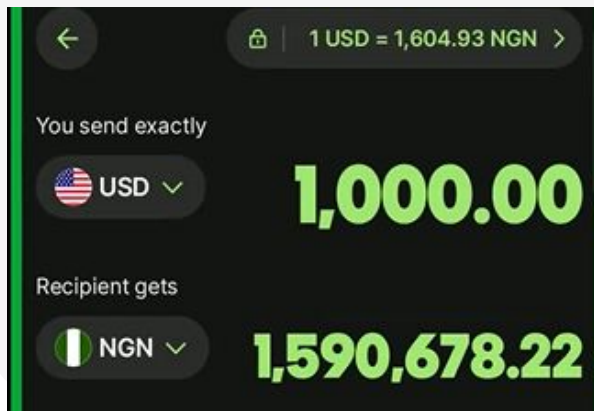 1 USD = 1,604.93 NGN
You send exactly
USD 1,000.00
Recipient gets
NGN 1,590,678.22